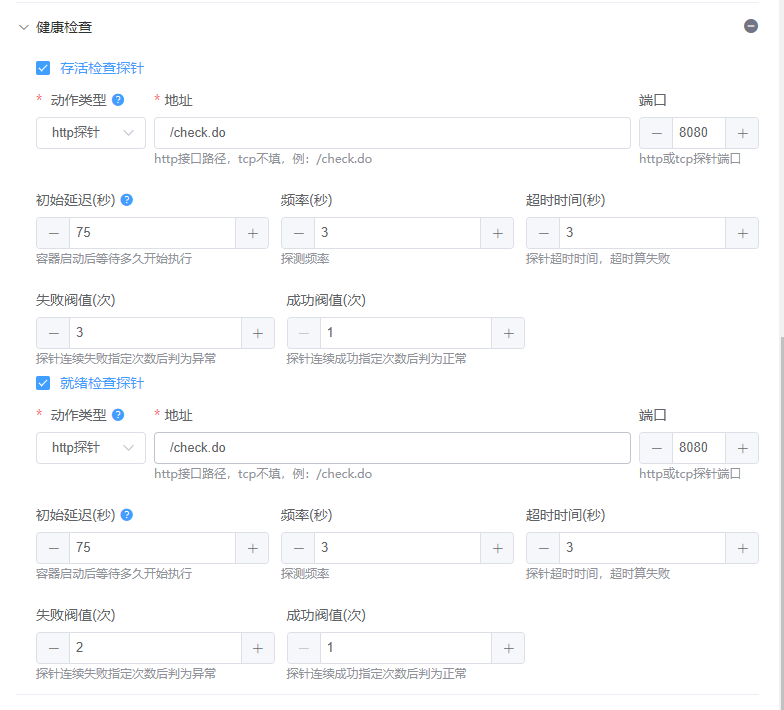 健康检查
存活检查探针
* 动作类型 ? * 地址 端口
http探针 /check.do — 8080 +
http接口路径，tcp不填，例：/check.do http或tcp探针端口
初始延迟(秒) ? 频率(秒) 超时时间(秒)
— 75 + — 3 + — 3 +
容器启动后等待多久开始执行 探测频率 探针超时时间，超时算失败
失败阀值(次) 成功阀值(次)
— 3 + — 1 +
探针连续失败指定次数后判为异常 探针连续成功指定次数后判为正常
就绪检查探针
* 动作类型 ? * 地址 端口
http探针 /check.do — 8080 +
http接口路径，tcp不填，例：/check.do http或tcp探针端口
初始延迟(秒) ? 频率(秒) 超时时间(秒)
— 75 + — 3 + — 3 +
容器启动后等待多久开始执行 探测频率 探针超时时间，超时算失败
失败阀值(次) 成功阀值(次)
— 2 + — 1 +
探针连续失败指定次数后判为异常 探针连续成功指定次数后判为正常